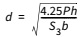 d = √(4.25Ph / S₃b)